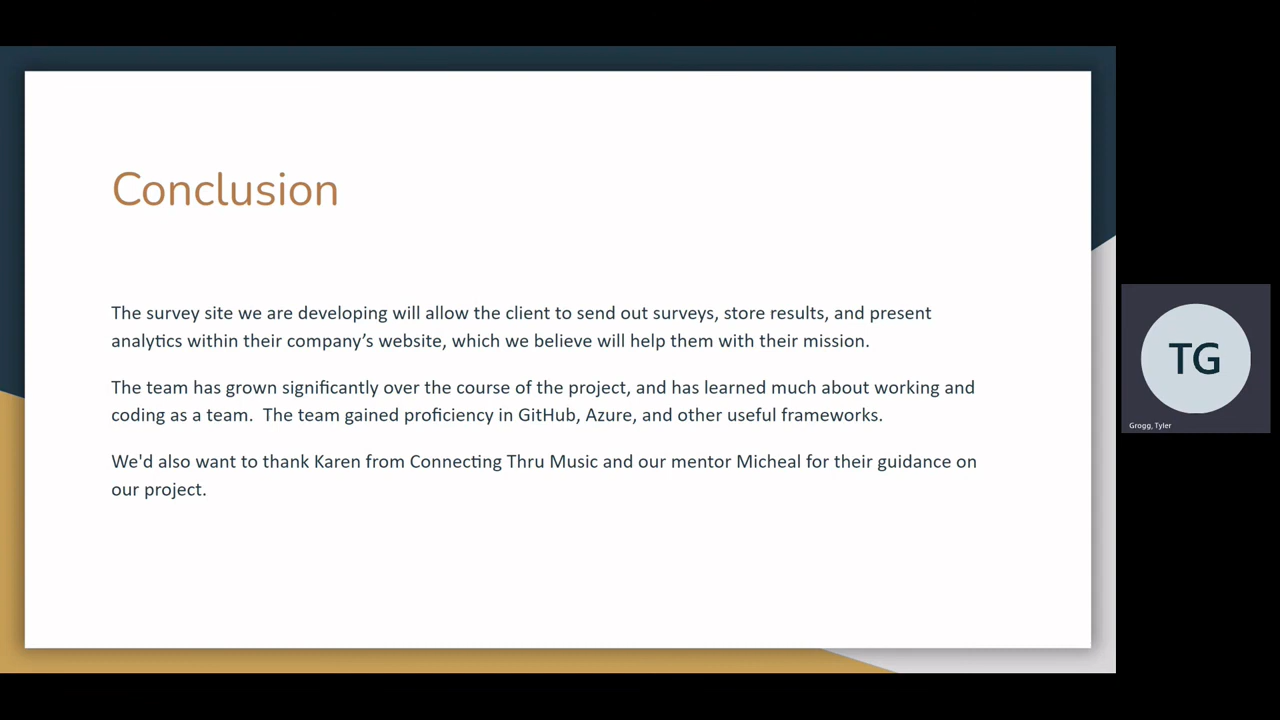 Conclusion
The survey site we are developing will allow the client to send out surveys, store results, and present
analytics within their company’s website, which we believe will help them with their mission.
The team has grown significantly over the course of the project, and has learned much about working and
coding as a team.  The team gained proficiency in GitHub, Azure, and other useful frameworks.
We'd also want to thank Karen from Connecting Thru Music and our mentor Micheal for their guidance on
our project.
TG
Grogg, Tyler